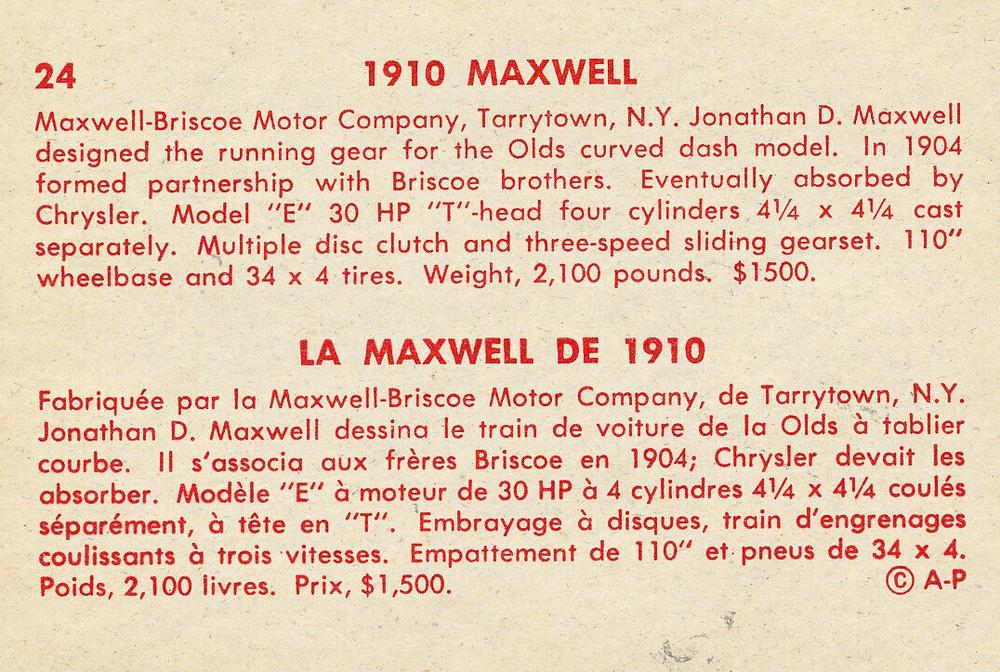 24 1910 MAXWELL
Maxwell-Briscoe Motor Company, Tarrytown, N.Y. Jonathan D. Maxwell
designed the running gear for the Olds curved dash model. In 1904
formed partnership with Briscoe brothers. Eventually absorbed by
Chrysler. Model "E" 30 HP "T"-head four cylinders 4¼ x 4¼ cast
separately. Multiple disc clutch and three-speed sliding gearset. 110"
wheelbase and 34 x 4 tires. Weight, 2,100 pounds. $1500.
LA MAXWELL DE 1910
Fabriquée par la Maxwell-Briscoe Motor Company, de Tarrytown, N.Y.
Jonathan D. Maxwell dessina le train de voiture de la Olds à tablier
courbe. Il s'associa aux frères Briscoe en 1904; Chrysler devait les
absorber. Modèle "E" à moteur de 30 HP à 4 cylindres 4¼ x 4¼ coulés
séparément, à tête en "T". Embrayage à disques, train d'engrenages
coulissants à trois vitesses. Empattement de 110" et pneus de 34 x 4.
Poids, 2,100 livres. Prix, $1,500. © A-P